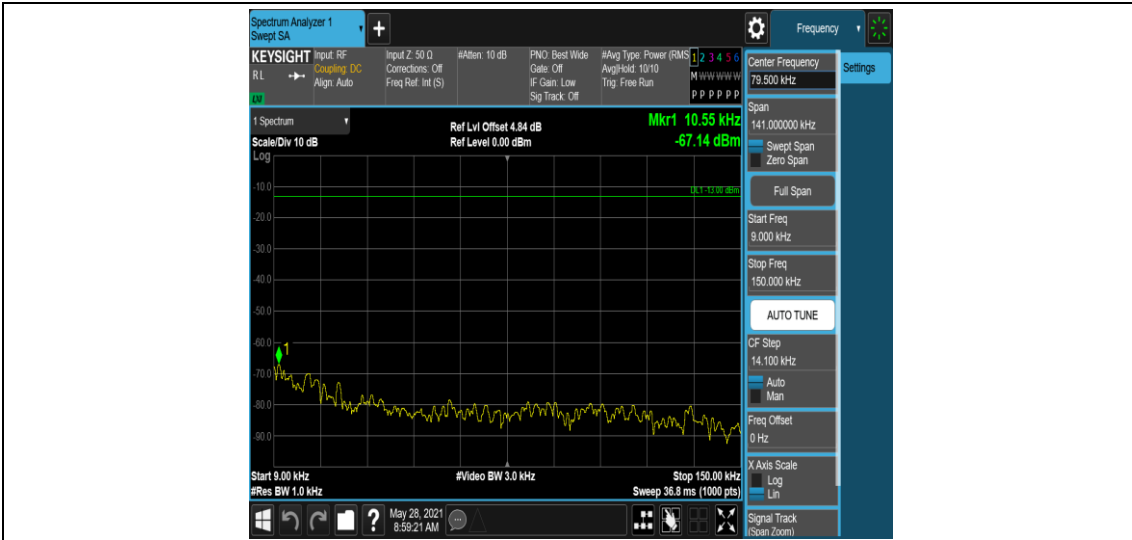 Spectrum Analyzer 1
Swept SA
+
Frequency
KEYSIGHT
RL
Input: RF
Coupling: DC
Align: Auto
Input Z: 50 Ω
Corrections: Off
Freq Ref: Int (S)
#Atten: 10 dB
PNO: Best Wide
Gate: Off
IF Gain: Low
Sig Track: Off
#Avg Type: Power (RMS
Avg|Hold: 10/10
Trig: Free Run
1 2 3 4 5 6
M W W W W W
P P P P P P
1 Spectrum
Scale/Div 10 dB
Log
Ref Lvl Offset 4.84 dB
Ref Level 0.00 dBm
Mkr1 10.55 kHz
-67.14 dBm
DL1 -13.00 dBm
-10.0
-20.0
-30.0
-40.0
-50.0
-60.0
-70.0
-80.0
-90.0
1
Start 9.00 kHz
#Res BW 1.0 kHz
#Video BW 3.0 kHz
Stop 150.00 kHz
Sweep 36.8 ms (1000 pts)
?
May 28, 2021
8:59:21 AM
Center Frequency
79.500 kHz
Settings
Span
141.000000 kHz
Swept Span
Zero Span
Full Span
Start Freq
9.000 kHz
Stop Freq
150.000 kHz
AUTO TUNE
CF Step
14.100 kHz
Auto
Man
Freq Offset
0 Hz
X Axis Scale
Log
Lin
Signal Track
(Span Zoom)